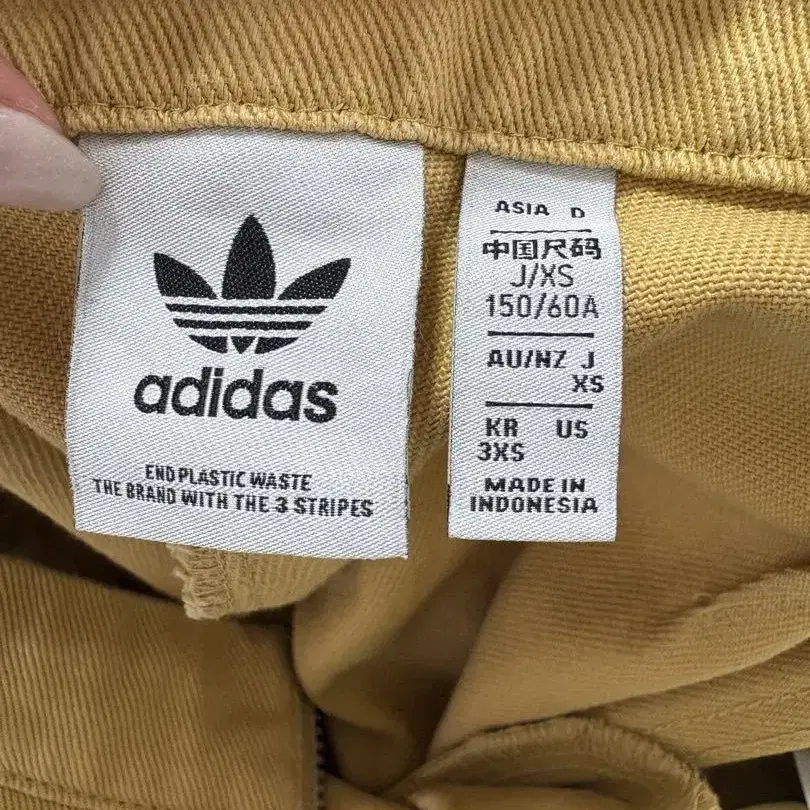 adidas
END PLASTIC WASTE
THE BRAND WITH THE 3 STRIPES
ASIA D
中国尺码
J/XS
150/60A
AU/NZ J
XS
KR US
3XS
MADE IN
INDONESIA